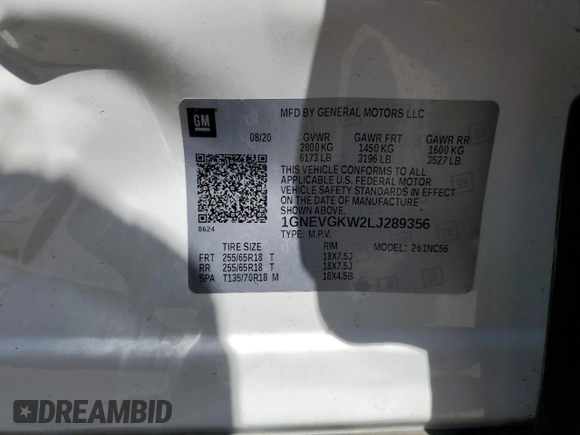 GM
MFD BY GENERAL MOTORS LLC
08/20 GVWR GAWR FRT GAWR RR
2800 KG 1450 KG 1600 KG
6173 LB 3196 LB 3527 LB
THIS VEHICLE CONFORMS TO ALL
APPLICABLE U.S. FEDERAL MOTOR
VEHICLE SAFETY STANDARDS IN EFFECT ON THE
DATE OF MANUFACTURE SHOWN ABOVE.
1GNEVGKW2LJ289356
8624 TYPE: M.P.V. MODEL: 261NC56
TIRE SIZE RIM
FRT 255/65R18 T 18X7.5J
RR 255/65R18 T 18X7.5J
SPA T135/70R18 M 18X4.5B
DREAMBID